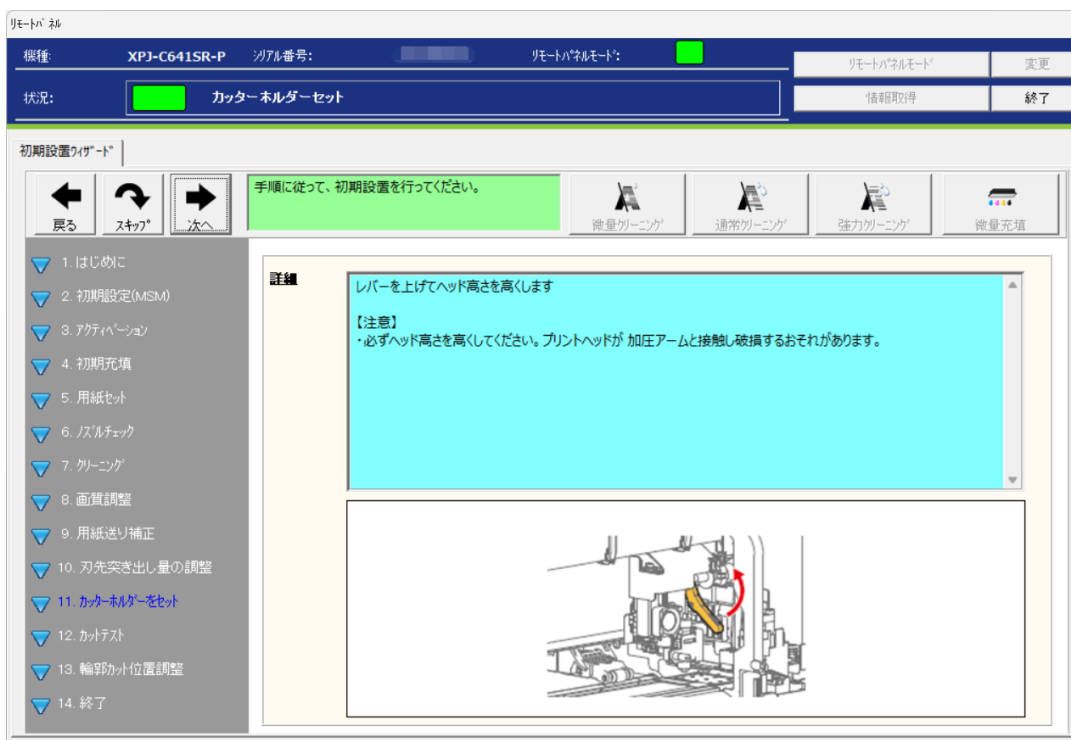 リモートパネル
機種: XPJ-C641SR-P シリアル番号: リモートパネルモード: リモートパネルモード 変更
状況: カッターホルダーセット 情報取得 終了
初期設置ウィザード
戻る スキップ 次へ 手順に従って、初期設置を行ってください。 微量クリーニング 通常クリーニング 強力クリーニング 微量充填
1. はじめに
2. 初期設定(MSM)
3. アクティベーション
4. 初期充填
5. 用紙セット
6. ノズルチェック
7. クリーニング
8. 画質調整
9. 用紙送り補正
10. 刃先突き出し量の調整
11. カッターホルダーをセット
12. カットテスト
13. 輪郭カット位置調整
14. 終了
詳細
レバーを上げてヘッド高さを高くします
【注意】
・必ずヘッド高さを高くしてください。プリントヘッドが 加圧アームと接触し破損するおそれがあります。